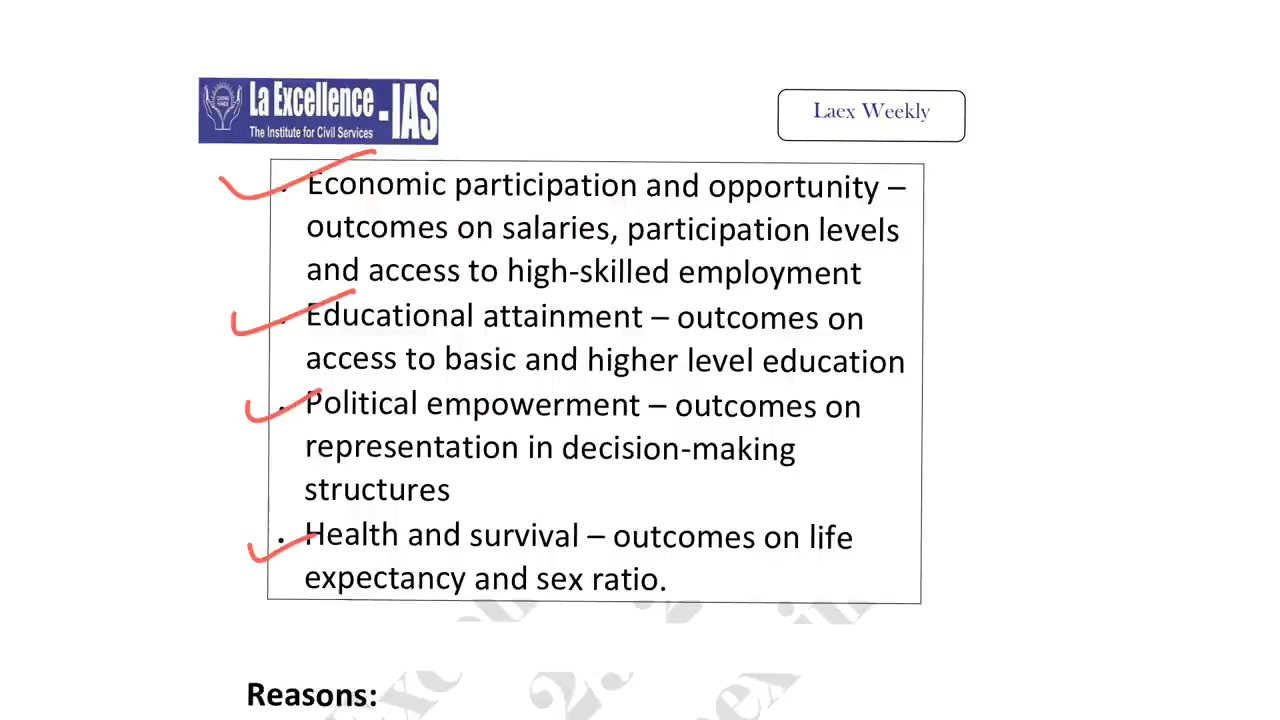 La Excellence -IAS
The Institute for Civil Services
Laex Weekly
. Economic participation and opportunity –
outcomes on salaries, participation levels
and access to high-skilled employment
. Educational attainment – outcomes on
access to basic and higher level education
. Political empowerment – outcomes on
representation in decision-making
structures
. Health and survival – outcomes on life
expectancy and sex ratio.
Reasons: